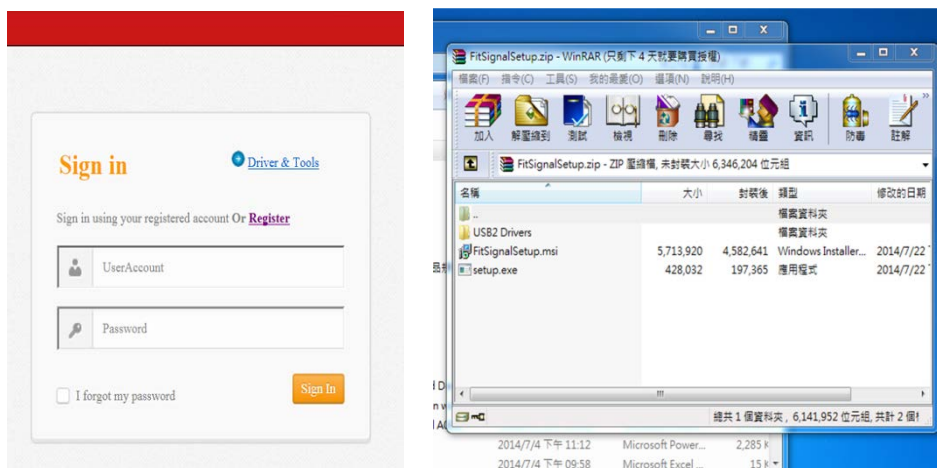 Sign in
Driver & Tools
Sign in using your registered account Or Register
UserAccount
Password
I forgot my password
Sign In
FitSignalSetup.zip - WinRAR (只剩下 4 天就要購買授權)
檔案(F) 指令(C) 工具(S) 我的最愛(O) 選項(N) 說明(H)
加入 解壓縮到 測試 檢視 刪除 尋找 精靈 資訊 防毒 註解
FitSignalSetup.zip - ZIP 壓縮檔, 未封裝大小 6,346,204 位元組
名稱 大小 封裝後 類型 修改的日期
.. 檔案資料夾
USB2 Drivers 檔案資料夾
FitSignalSetup.msi 5,713,920 4,582,641 Windows Installer... 2014/7/22
setup.exe 428,032 197,365 應用程式 2014/7/22
總共 1 個資料夾 , 6,141,952 位元組, 共計 2 個
2014/7/4 下午 11:12 Microsoft Power... 2,285 K
2014/7/4 下午 09:58 Microsoft Excel ... 15 K